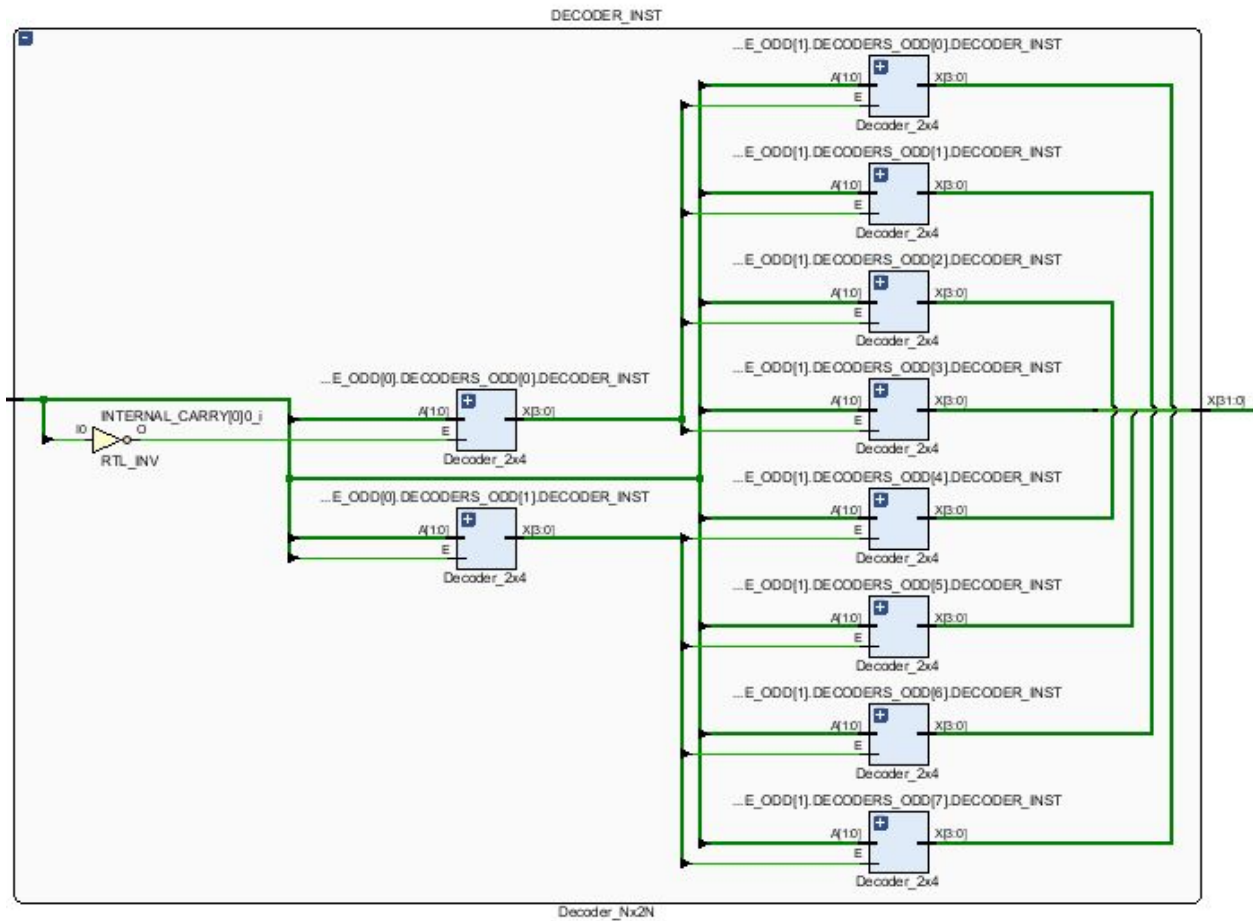 DECODER_INST
...E_ODD[1].DECODERS_ODD[0].DECODER_INST
A[1:0] X[3:0]
E
Decoder_2x4
...E_ODD[1].DECODERS_ODD[1].DECODER_INST
A[1:0] X[3:0]
E
Decoder_2x4
...E_ODD[1].DECODERS_ODD[2].DECODER_INST
A[1:0] X[3:0]
E
Decoder_2x4
...E_ODD[1].DECODERS_ODD[3].DECODER_INST
A[1:0] X[3:0]
E
Decoder_2x4
X[31:0]
...E_ODD[0].DECODERS_ODD[0].DECODER_INST
A[1:0] X[3:0]
E
Decoder_2x4
INTERNAL_CARRY[0]0_i
I0 O
RTL_INV
...E_ODD[0].DECODERS_ODD[1].DECODER_INST
A[1:0] X[3:0]
E
Decoder_2x4
...E_ODD[1].DECODERS_ODD[4].DECODER_INST
A[1:0] X[3:0]
E
Decoder_2x4
...E_ODD[1].DECODERS_ODD[5].DECODER_INST
A[1:0] X[3:0]
E
Decoder_2x4
...E_ODD[1].DECODERS_ODD[6].DECODER_INST
A[1:0] X[3:0]
E
Decoder_2x4
...E_ODD[1].DECODERS_ODD[7].DECODER_INST
A[1:0] X[3:0]
E
Decoder_2x4
Decoder_Nx2N